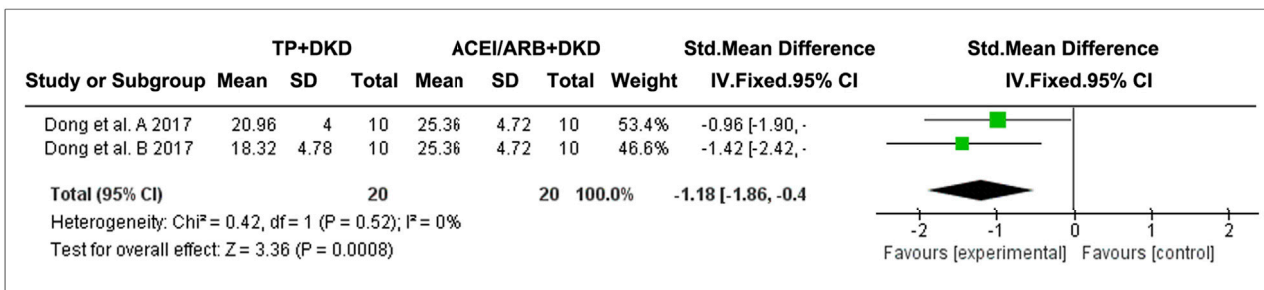 TP+DKD ACEI/ARB+DKD Std.Mean Difference Std.Mean Difference
Study or Subgroup Mean SD Total Mean SD Total Weight IV.Fixed.95% CI IV.Fixed.95% CI
Dong et al. A 2017 20.96 4 10 25.36 4.72 10 53.4% -0.96 [-1.90, -
Dong et al. B 2017 18.32 4.78 10 25.36 4.72 10 46.6% -1.42 [-2.42, -
Total (95% CI) 20 20 100.0% -1.18 [-1.86, -0.4
Heterogeneity: Chi² = 0.42, df = 1 (P = 0.52); I² = 0%
Test for overall effect: Z = 3.36 (P = 0.0008)
-2 -1 0 1 2
Favours [experimental] Favours [control]